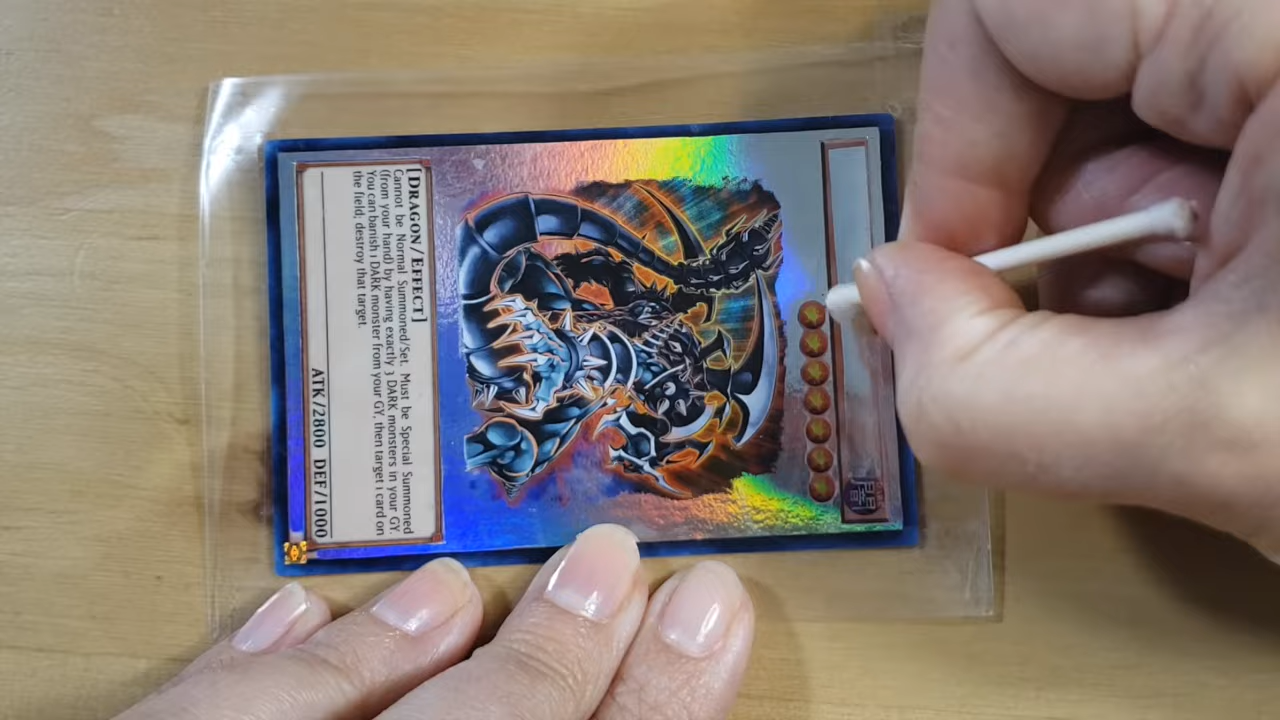 DARK
闇
[DRAGON/EFFECT]
Cannot be Normal Summoned/Set. Must be Special Summoned
(from your hand) by having exactly 3 DARK monsters in your GY.
You can banish 1 DARK monster from your GY, then target 1 card on
the field; destroy that target.
ATK/2800 DEF/1000